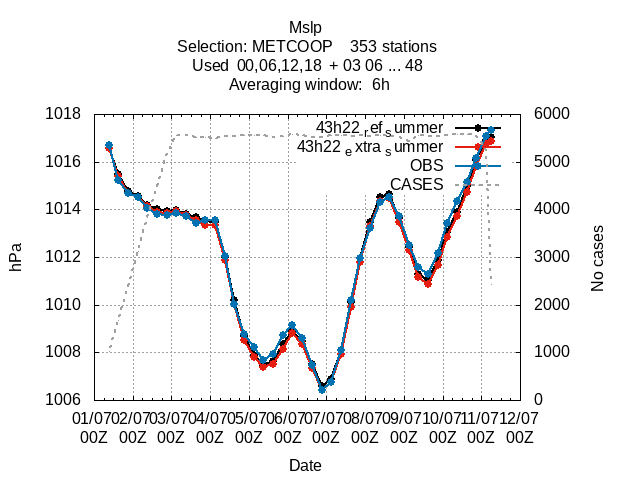 Mslp
Selection: METCOOP 353 stations
Used 00,06,12,18 + 03 06 ... 48
Averaging window: 6h
1018
1016
1014
1012
1010
1008
1006
hPa
6000
5000
4000
3000
2000
1000
0
No cases
43h22_ref_summer
43h22_extra_summer
OBS
CASES
01/07 02/07 03/07 04/07 05/07 06/07 07/07 08/07 09/07 10/07 11/07 12/07
00Z 00Z 00Z 00Z 00Z 00Z 00Z 00Z 00Z 00Z 00Z 00Z
Date